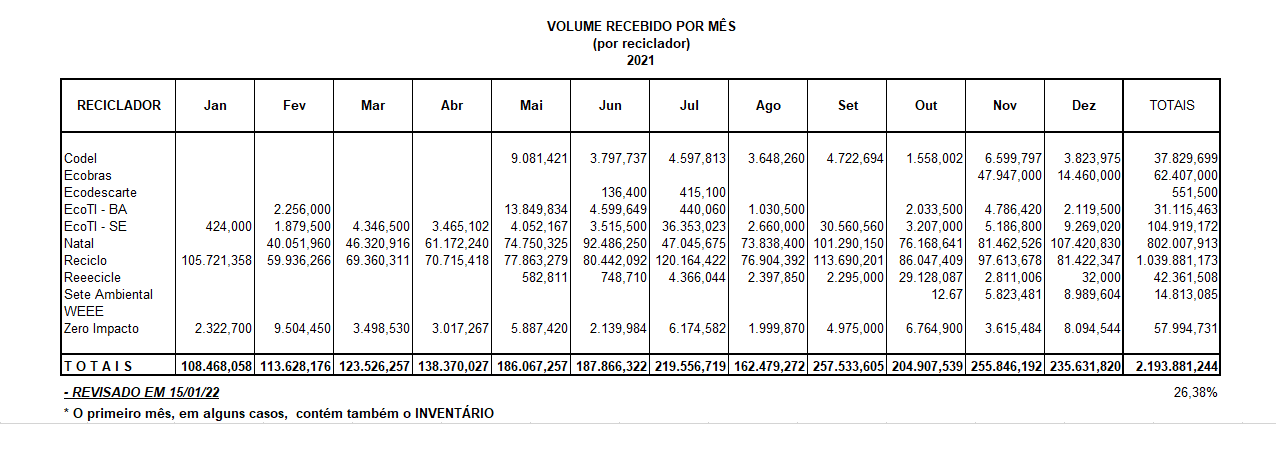 VOLUME RECEBIDO POR MÊS
(por reciclador)
2021
RECICLADOR Jan Fev Mar Abr Mai Jun Jul Ago Set Out Nov Dez TOTAIS
Codel 9.081,421 3.797,737 4.597,813 3.648,260 4.722,694 1.558,002 6.599,797 3.823,975 37.829,699
Ecobras 47.947,000 14.460,000 62.407,000
Ecodescarte 136,400 415,100 551,500
EcoTI - BA 2.256,000 13.849,834 4.599,649 440,060 1.030,500 2.033,500 4.786,420 2.119,500 31.115,463
EcoTI - SE 424,000 1.879,500 4.346,500 3.465,102 4.052,167 3.515,500 36.353,023 2.660,000 30.560,560 3.207,000 5.186,800 9.269,020 104.919,172
Natal 40.051,960 46.320,916 61.172,240 74.750,325 92.486,250 47.045,675 73.838,400 101.290,150 76.168,641 81.462,526 107.420,830 802.007,913
Reciclo 105.721,358 59.936,266 69.360,311 70.715,418 77.863,279 80.442,092 120.164,422 76.904,392 113.690,201 86.047,409 97.613,678 81.422,347 1.039.881,173
Reeecicle 582,811 748,710 4.366,044 2.397,850 2.295,000 29.128,087 2.811,006 32,000 42.361,508
Sete Ambiental 12.67 5.823,481 8.989,604 14.813,085
WEEE
Zero Impacto 2.322,700 9.504,450 3.498,530 3.017,267 5.887,420 2.139,984 6.174,582 1.999,870 4.975,000 6.764,900 3.615,484 8.094,544 57.994,731
T O T A I S 108.468,058 113.628,176 123.526,257 138.370,027 186.067,257 187.866,322 219.556,719 162.479,272 257.533,605 204.907,539 255.846,192 235.631,820 2.193.881,244
- REVISADO EM 15/01/22 26,38%
* O primeiro mês, em alguns casos, contém também o INVENTÁRIO